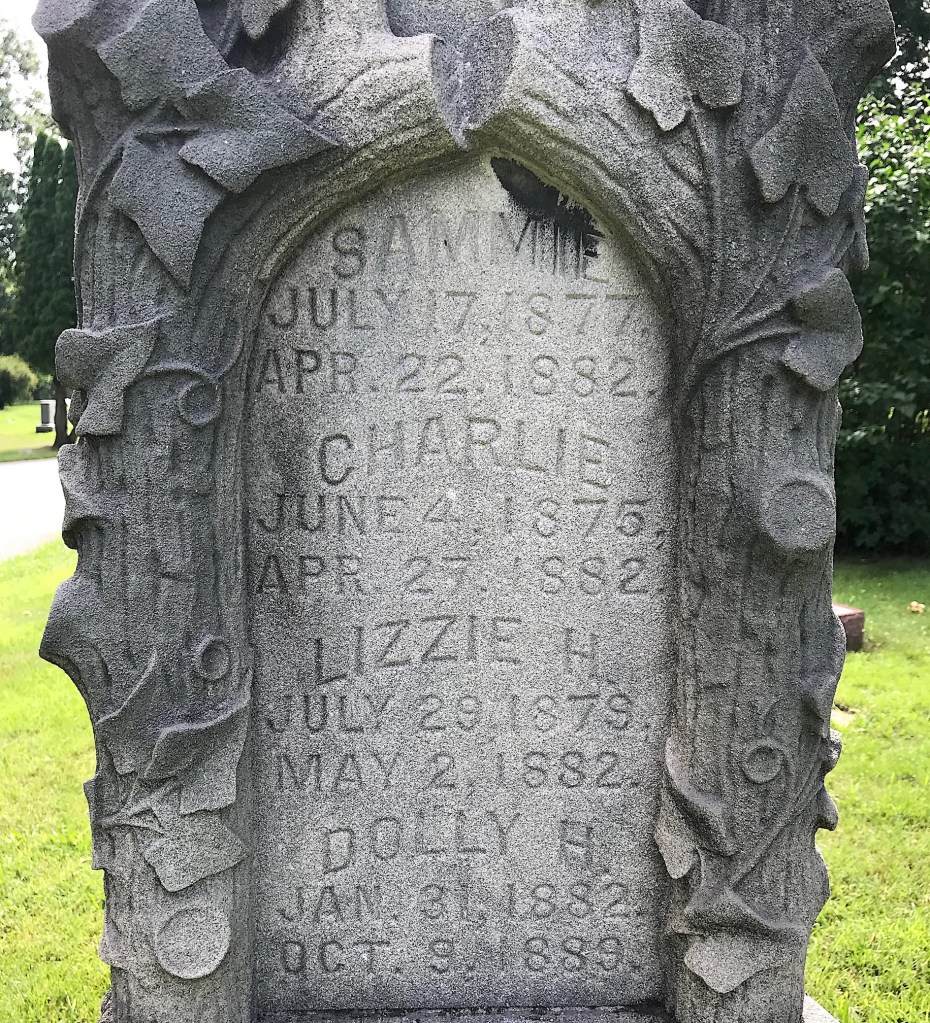 SAMMIE
JULY 17, 1877.
APR. 22, 1882.
CHARLIE
JUNE 4, 1875,
APR. 27. 1882
LIZZIE H.
JULY 29, 1879.
MAY 2, 1882.
DOLLY H.
JAN. 31, 1882.
OCT. 9, 1889.